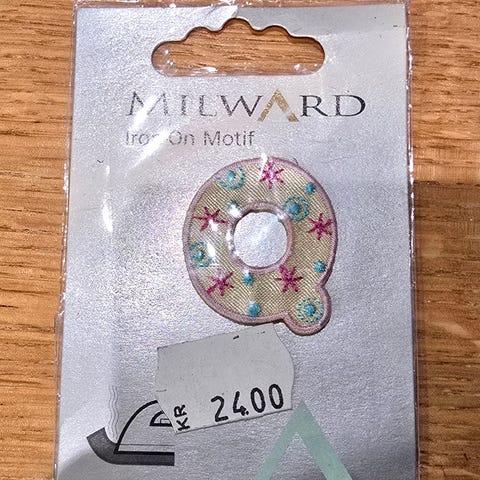 MILWARD
Iron-On Motif
Q
KR 24.00